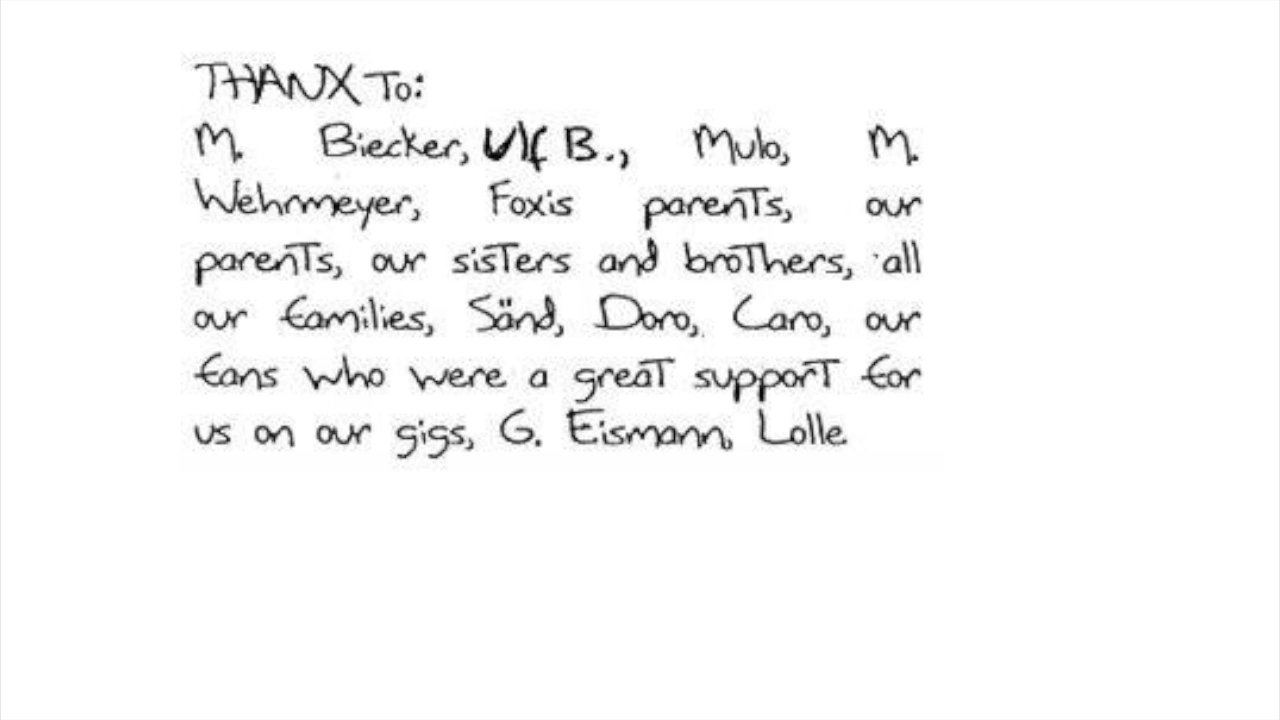 THANX To:
M. Biecker, Ulf B., Mulo, M.
Wehrmeyer, Foxis parents, our
parents, our sisters and brothers, all
our families, Sänd, Doro, Caro, our
fans who were a great support for
us on our gigs, G. Eismann, Lolle